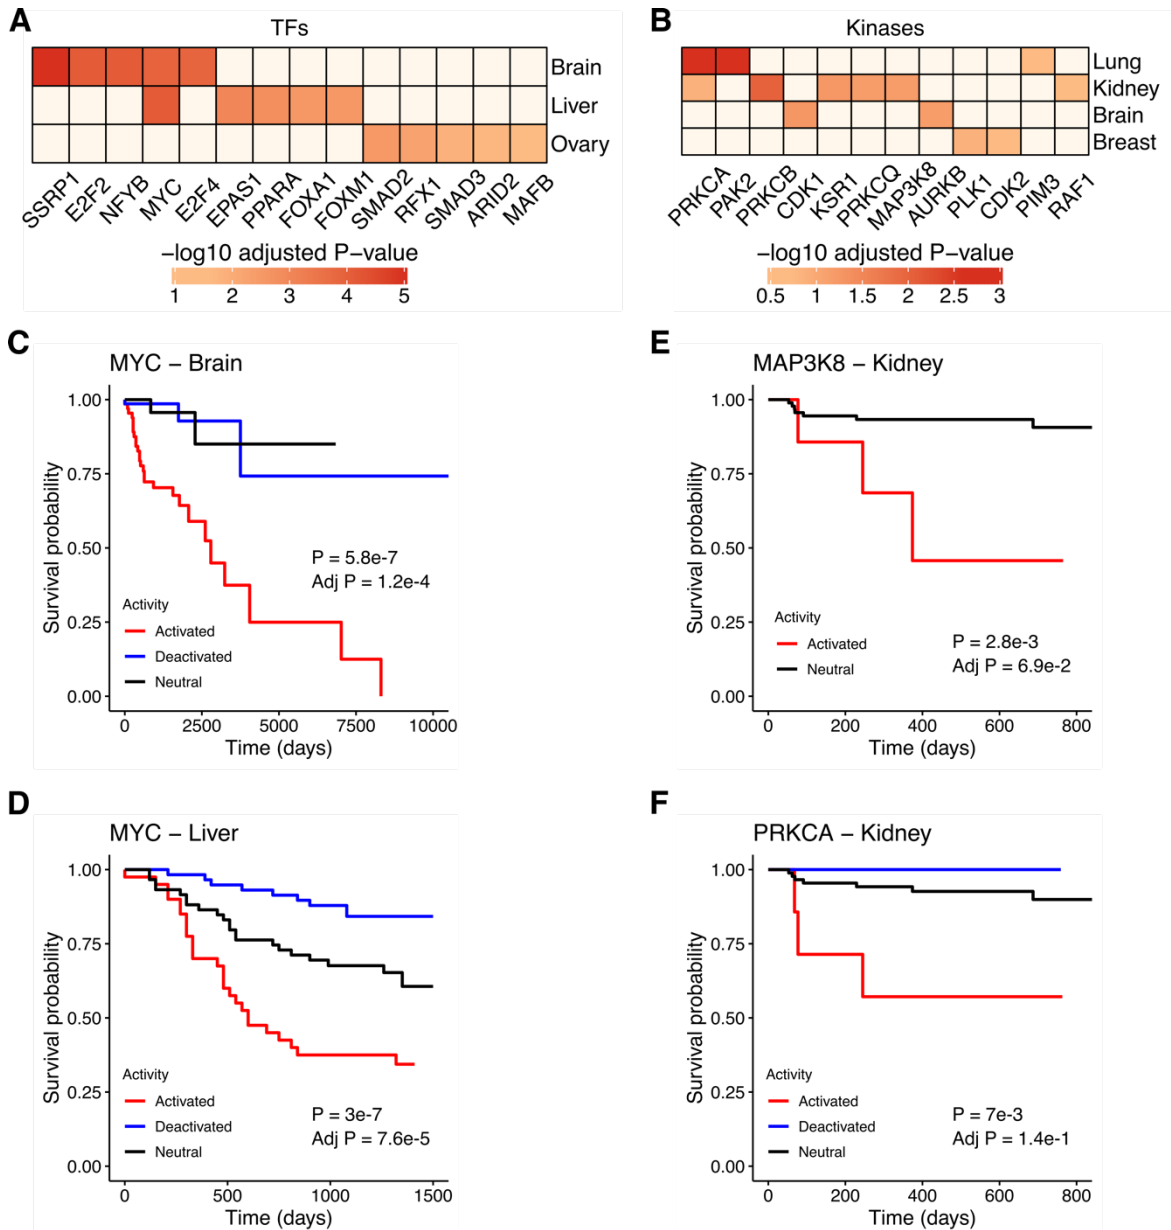 A
TFs
Brain
Liver
Ovary
SSRP1
E2F2
NFYB
MYC
E2F4
EPAS1
PPARA
FOXA1
FOXM1
SMAD2
RFX1
SMAD3
ARID2
MAFB
−log10 adjusted P−value
1 2 3 4 5
B
Kinases
Lung
Kidney
Brain
Breast
PRKCA
PAK2
PRKCB
CDK1
KSR1
PRKCQ
MAP3K8
AURKB
PLK1
CDK2
PIM3
RAF1
−log10 adjusted P−value
0.5 1 1.5 2 2.5 3
C
MYC − Brain
Survival probability
1.00
0.75
0.50
0.25
0.00
P = 5.8e-7
Adj P = 1.2e-4
Activity
Activated
Deactivated
Neutral
0 2500 5000 7500 10000
Time (days)
E
MAP3K8 − Kidney
Survival probability
1.00
0.75
0.50
0.25
0.00
Activity
Activated
Neutral
P = 2.8e-3
Adj P = 6.9e-2
0 200 400 600 800
Time (days)
D
MYC − Liver
Survival probability
1.00
0.75
0.50
0.25
0.00
Activity
Activated
Deactivated
Neutral
P = 3e-7
Adj P = 7.6e-5
0 500 1000 1500
Time (days)
F
PRKCA − Kidney
Survival probability
1.00
0.75
0.50
0.25
0.00
Activity
Activated
Deactivated
Neutral
P = 7e-3
Adj P = 1.4e-1
0 200 400 600 800
Time (days)